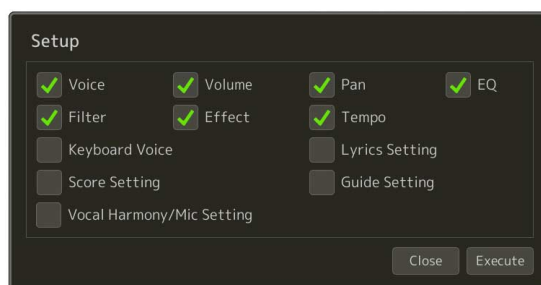 Setup
Voice Volume Pan EQ
Filter Effect Tempo
Keyboard Voice Lyrics Setting
Score Setting Guide Setting
Vocal Harmony/Mic Setting
Close Execute